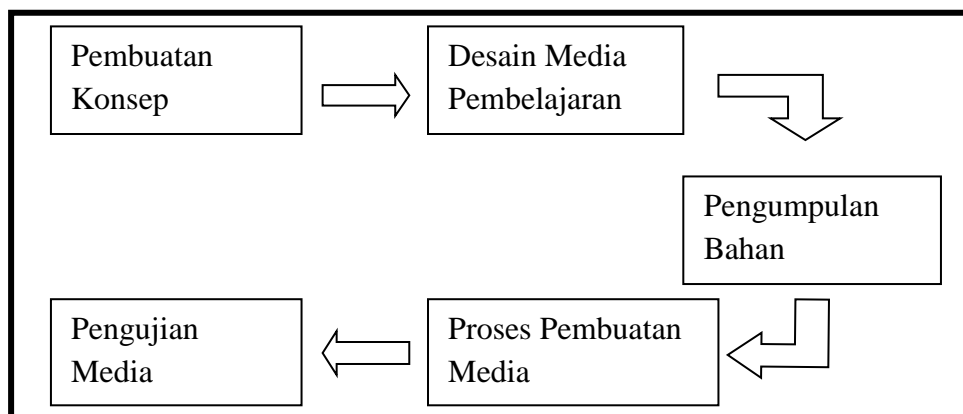 Pembuatan
Konsep
Desain Media
Pembelajaran
Pengumpulan
Bahan
Proses Pembuatan
Media
Pengujian
Media